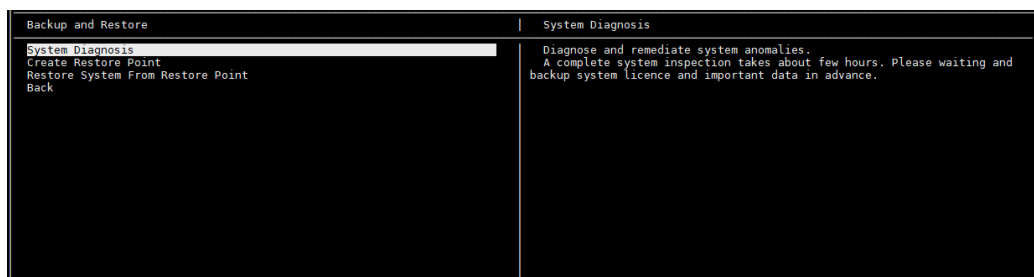 Backup and Restore
System Diagnosis
Create Restore Point
Restore System From Restore Point
Back
System Diagnosis
Diagnose and remediate system anomalies.
A complete system inspection takes about few hours. Please waiting and
backup system licence and important data in advance.